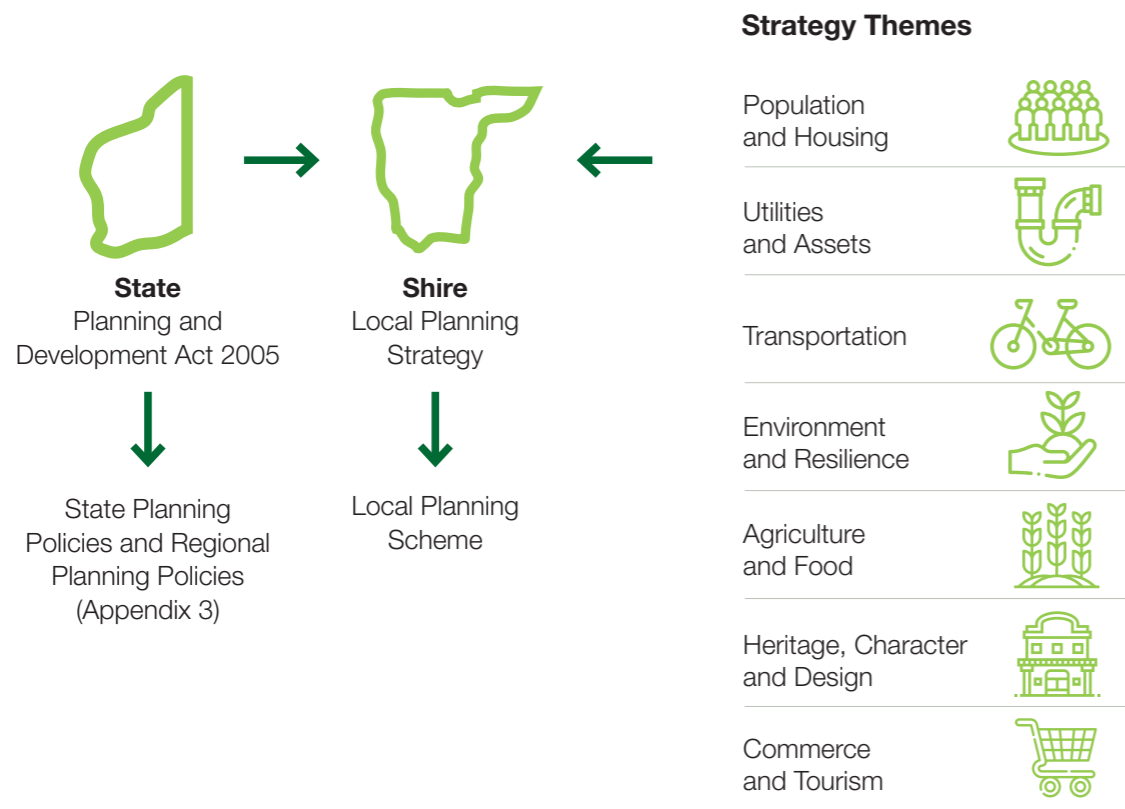 State
Planning and
Development Act 2005
State Planning
Policies and Regional
Planning Policies
(Appendix 3)
Shire
Local Planning
Strategy
Local Planning
Scheme
Strategy Themes
Population
and Housing
Utilities
and Assets
Transportation
Environment
and Resilience
Agriculture
and Food
Heritage, Character
and Design
Commerce
and Tourism